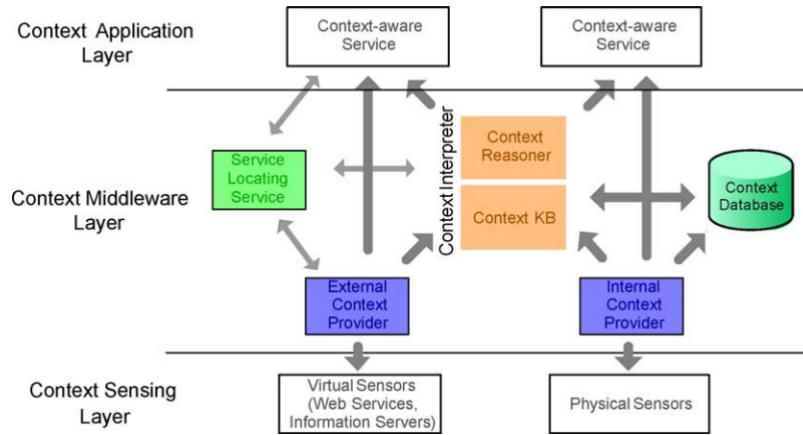 Context Application
Layer
Context-aware
Service
Context-aware
Service
Context Middleware
Layer
Service
Locating
Service
Context Interpreter
Context
Reasoner
Context KB
Context
Database
External
Context
Provider
Internal
Context
Provider
Context Sensing
Layer
Virtual Sensors
(Web Services,
Information Servers)
Physical Sensors